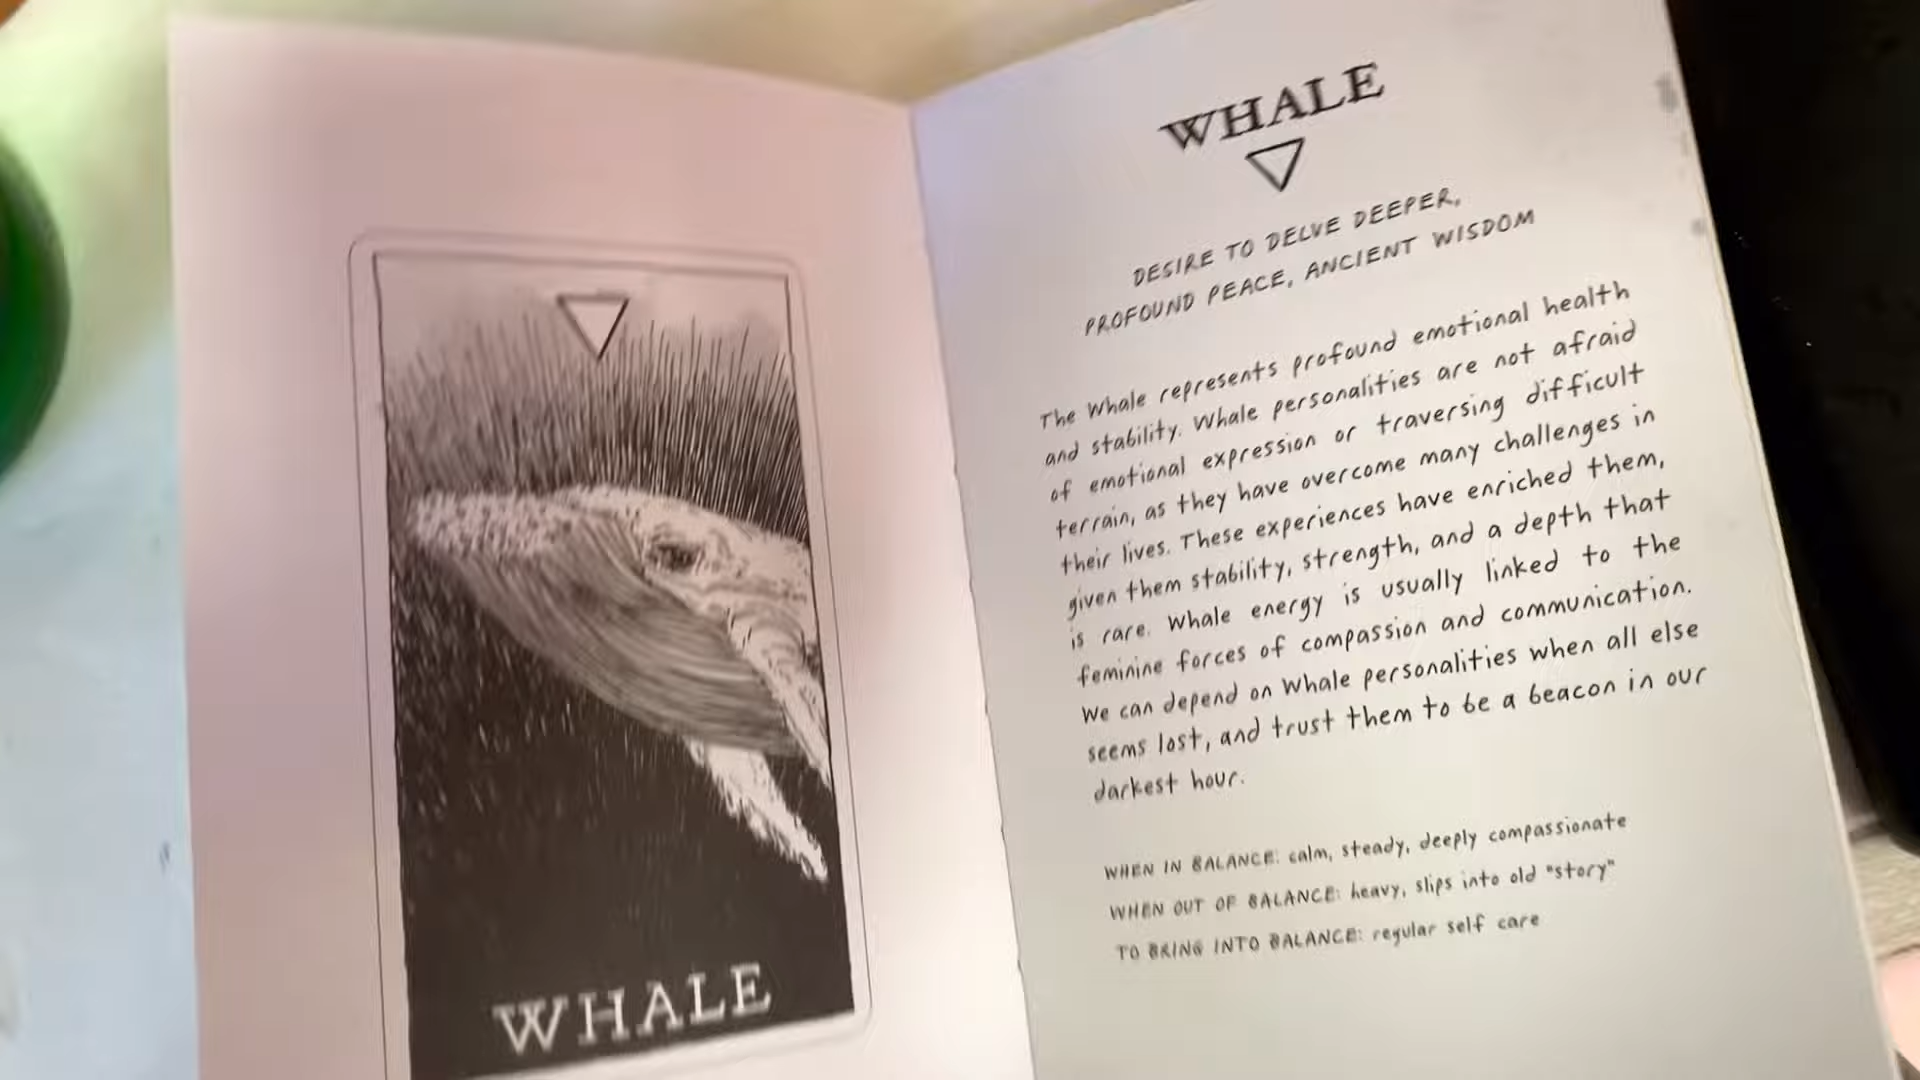 WHALE
WHALE
DESIRE TO DELVE DEEPER,
PROFOUND PEACE, ANCIENT WISDOM
The Whale represents profound emotional health
and stability. Whale personalities are not afraid
of emotional expression or traversing difficult
terrain, as they have overcome many challenges in
their lives. These experiences have enriched them,
given them stability, strength, and a depth that
is rare. Whale energy is usually linked to the
feminine forces of compassion and communication.
We can depend on Whale personalities when all else
seems lost, and trust them to be a beacon in our
darkest hour.
WHEN IN BALANCE: calm, steady, deeply compassionate
WHEN OUT OF BALANCE: heavy, slips into old "story"
TO BRING INTO BALANCE: regular self care